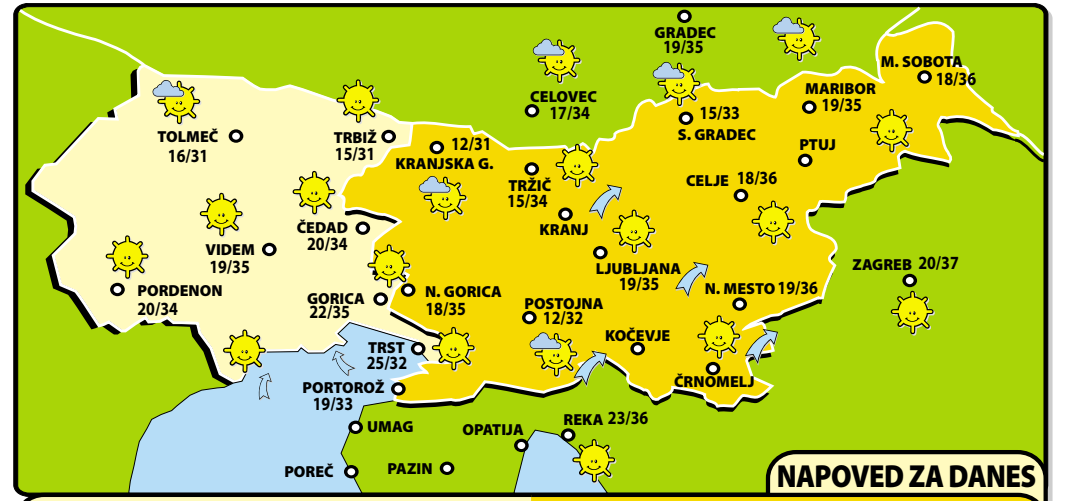 GRADEC
19/35
M. SOBOTA
18/36
CELOVEC
17/34
MARIBOR
19/35
15/33
S. GRADEC
TOLMEČ
16/31
TRBIŽ
15/31
12/31
KRANJSKA G.
PTUJ
TRŽIČ
15/34
CELJE 18/36
KRANJ
ČEDAD
20/34
VIDEM
19/35
LJUBLJANA
19/35
ZAGREB 20/37
PORDENON
20/34
GORICA
22/35
N. GORICA
18/35
POSTOJNA
12/32
N. MESTO 19/36
KOČEVJE
TRST
25/32
ČRNOMELJ
PORTOROŽ
19/33
UMAG
OPATIJA
REKA 23/36
POREČ
PAZIN
NAPOVED ZA DANES